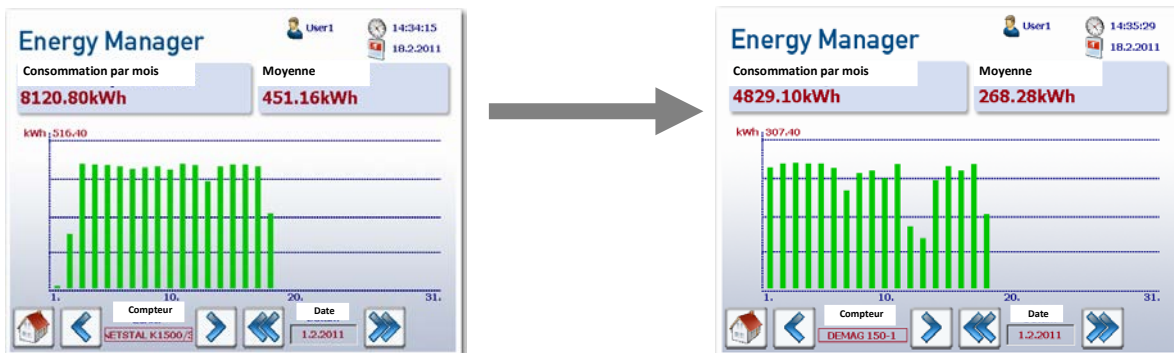 User1 14:34:15
Energy Manager 18.2.2011
Consommation par mois Moyenne
8120.80kWh 451.16kWh
kWh 516.40
1. 10. 20. 31.
Compteur Date
NETSTAL K1500/ 1.2.2011
User1 14:35:29
Energy Manager 18.2.2011
Consommation par mois Moyenne
4829.10kWh 268.28kWh
kWh 307.40
1. 10. 20. 31.
Compteur Date
DEMAG 150-1 1.2.2011